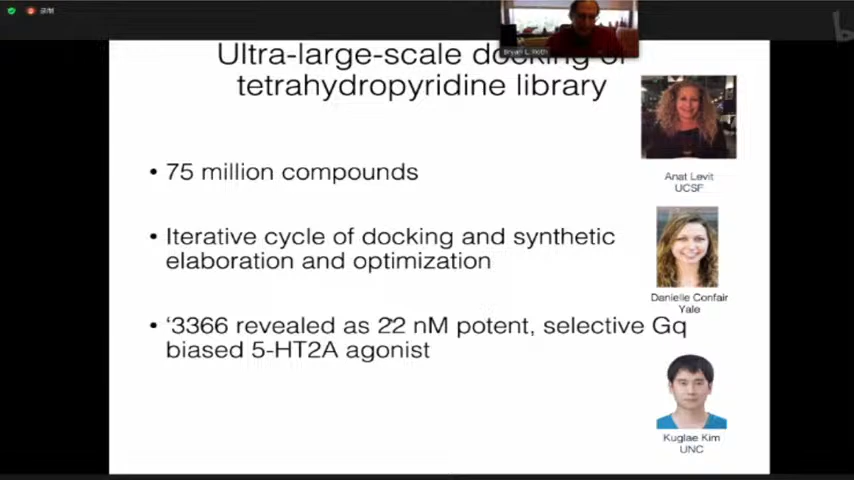 Bryan L. Roth
Ultra-large-scale docking of
tetrahydropyridine library
• 75 million compounds
• Iterative cycle of docking and synthetic
elaboration and optimization
• ‘3366 revealed as 22 nM potent, selective Gq
biased 5-HT2A agonist
Anat Levit
UCSF
Danielle Confair
Yale
Kuglae Kim
UNC